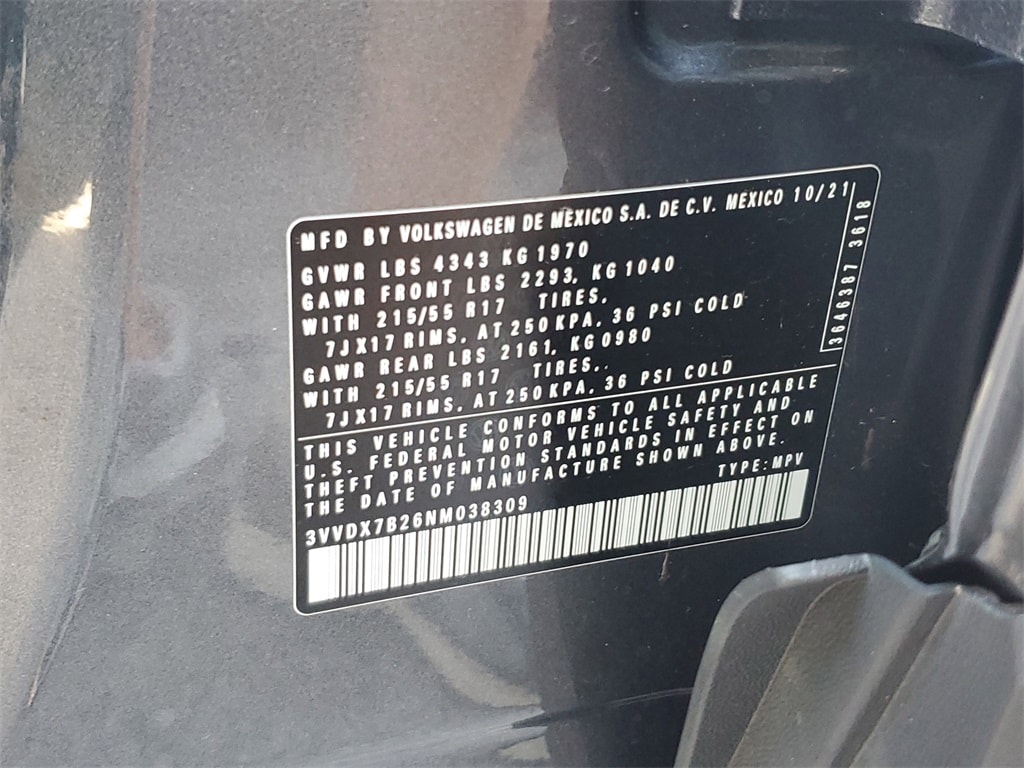 MFD BY VOLKSWAGEN DE MEXICO S.A. DE C.V. MEXICO 10/21
GVWR LBS 4343 KG 1970
GAWR FRONT LBS 2293, KG 1040
WITH 215/55 R17 TIRES,
7JX17 RIMS, AT 250 KPA, 36 PSI COLD
GAWR REAR LBS 2161, KG 0980
WITH 215/55 R17 TIRES,.
7JX17 RIMS, AT 250 KPA, 36 PSI COLD
3646387 3618
THIS VEHICLE CONFORMS TO ALL APPLICABLE
U.S. FEDERAL MOTOR VEHICLE SAFETY AND
THEFT PREVENTION STANDARDS IN EFFECT ON
THE DATE OF MANUFACTURE SHOWN ABOVE.
TYPE: MPV
3VVDX7B26NM038309